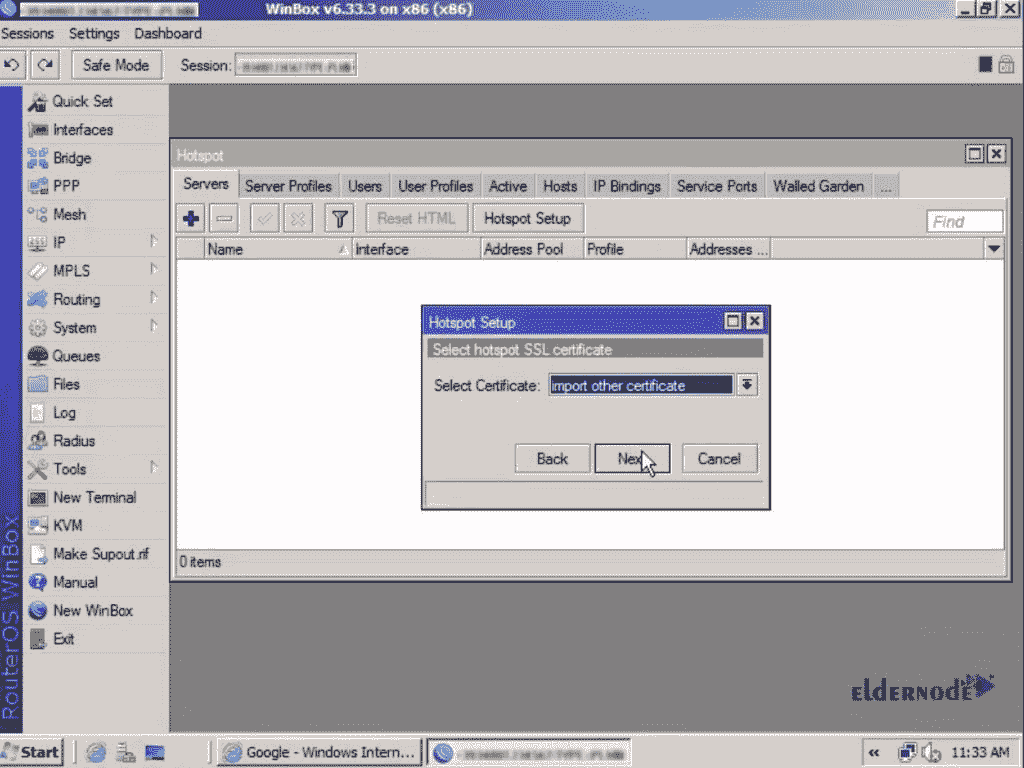 WinBox v6.33.3 on x86 (x86)
Sessions Settings Dashboard
Safe Mode Session:
Quick Set
Interfaces
Bridge
PPP
Mesh
IP
MPLS
Routing
System
Queues
Files
Log
Radius
Tools
New Terminal
KVM
Make Supout.rif
Manual
New WinBox
Exit
RouterOS WinBox
Hotspot
Servers Server Profiles Users User Profiles Active Hosts IP Bindings Service Ports Walled Garden ...
Reset HTML Hotspot Setup Find
Name Interface Address Pool Profile Addresses ...
Hotspot Setup
Select hotspot SSL certificate
Select Certificate: import other certificate
Back Next Cancel
0 items
ELDERNODE
Start Google - Windows Intern... « 11:33 AM